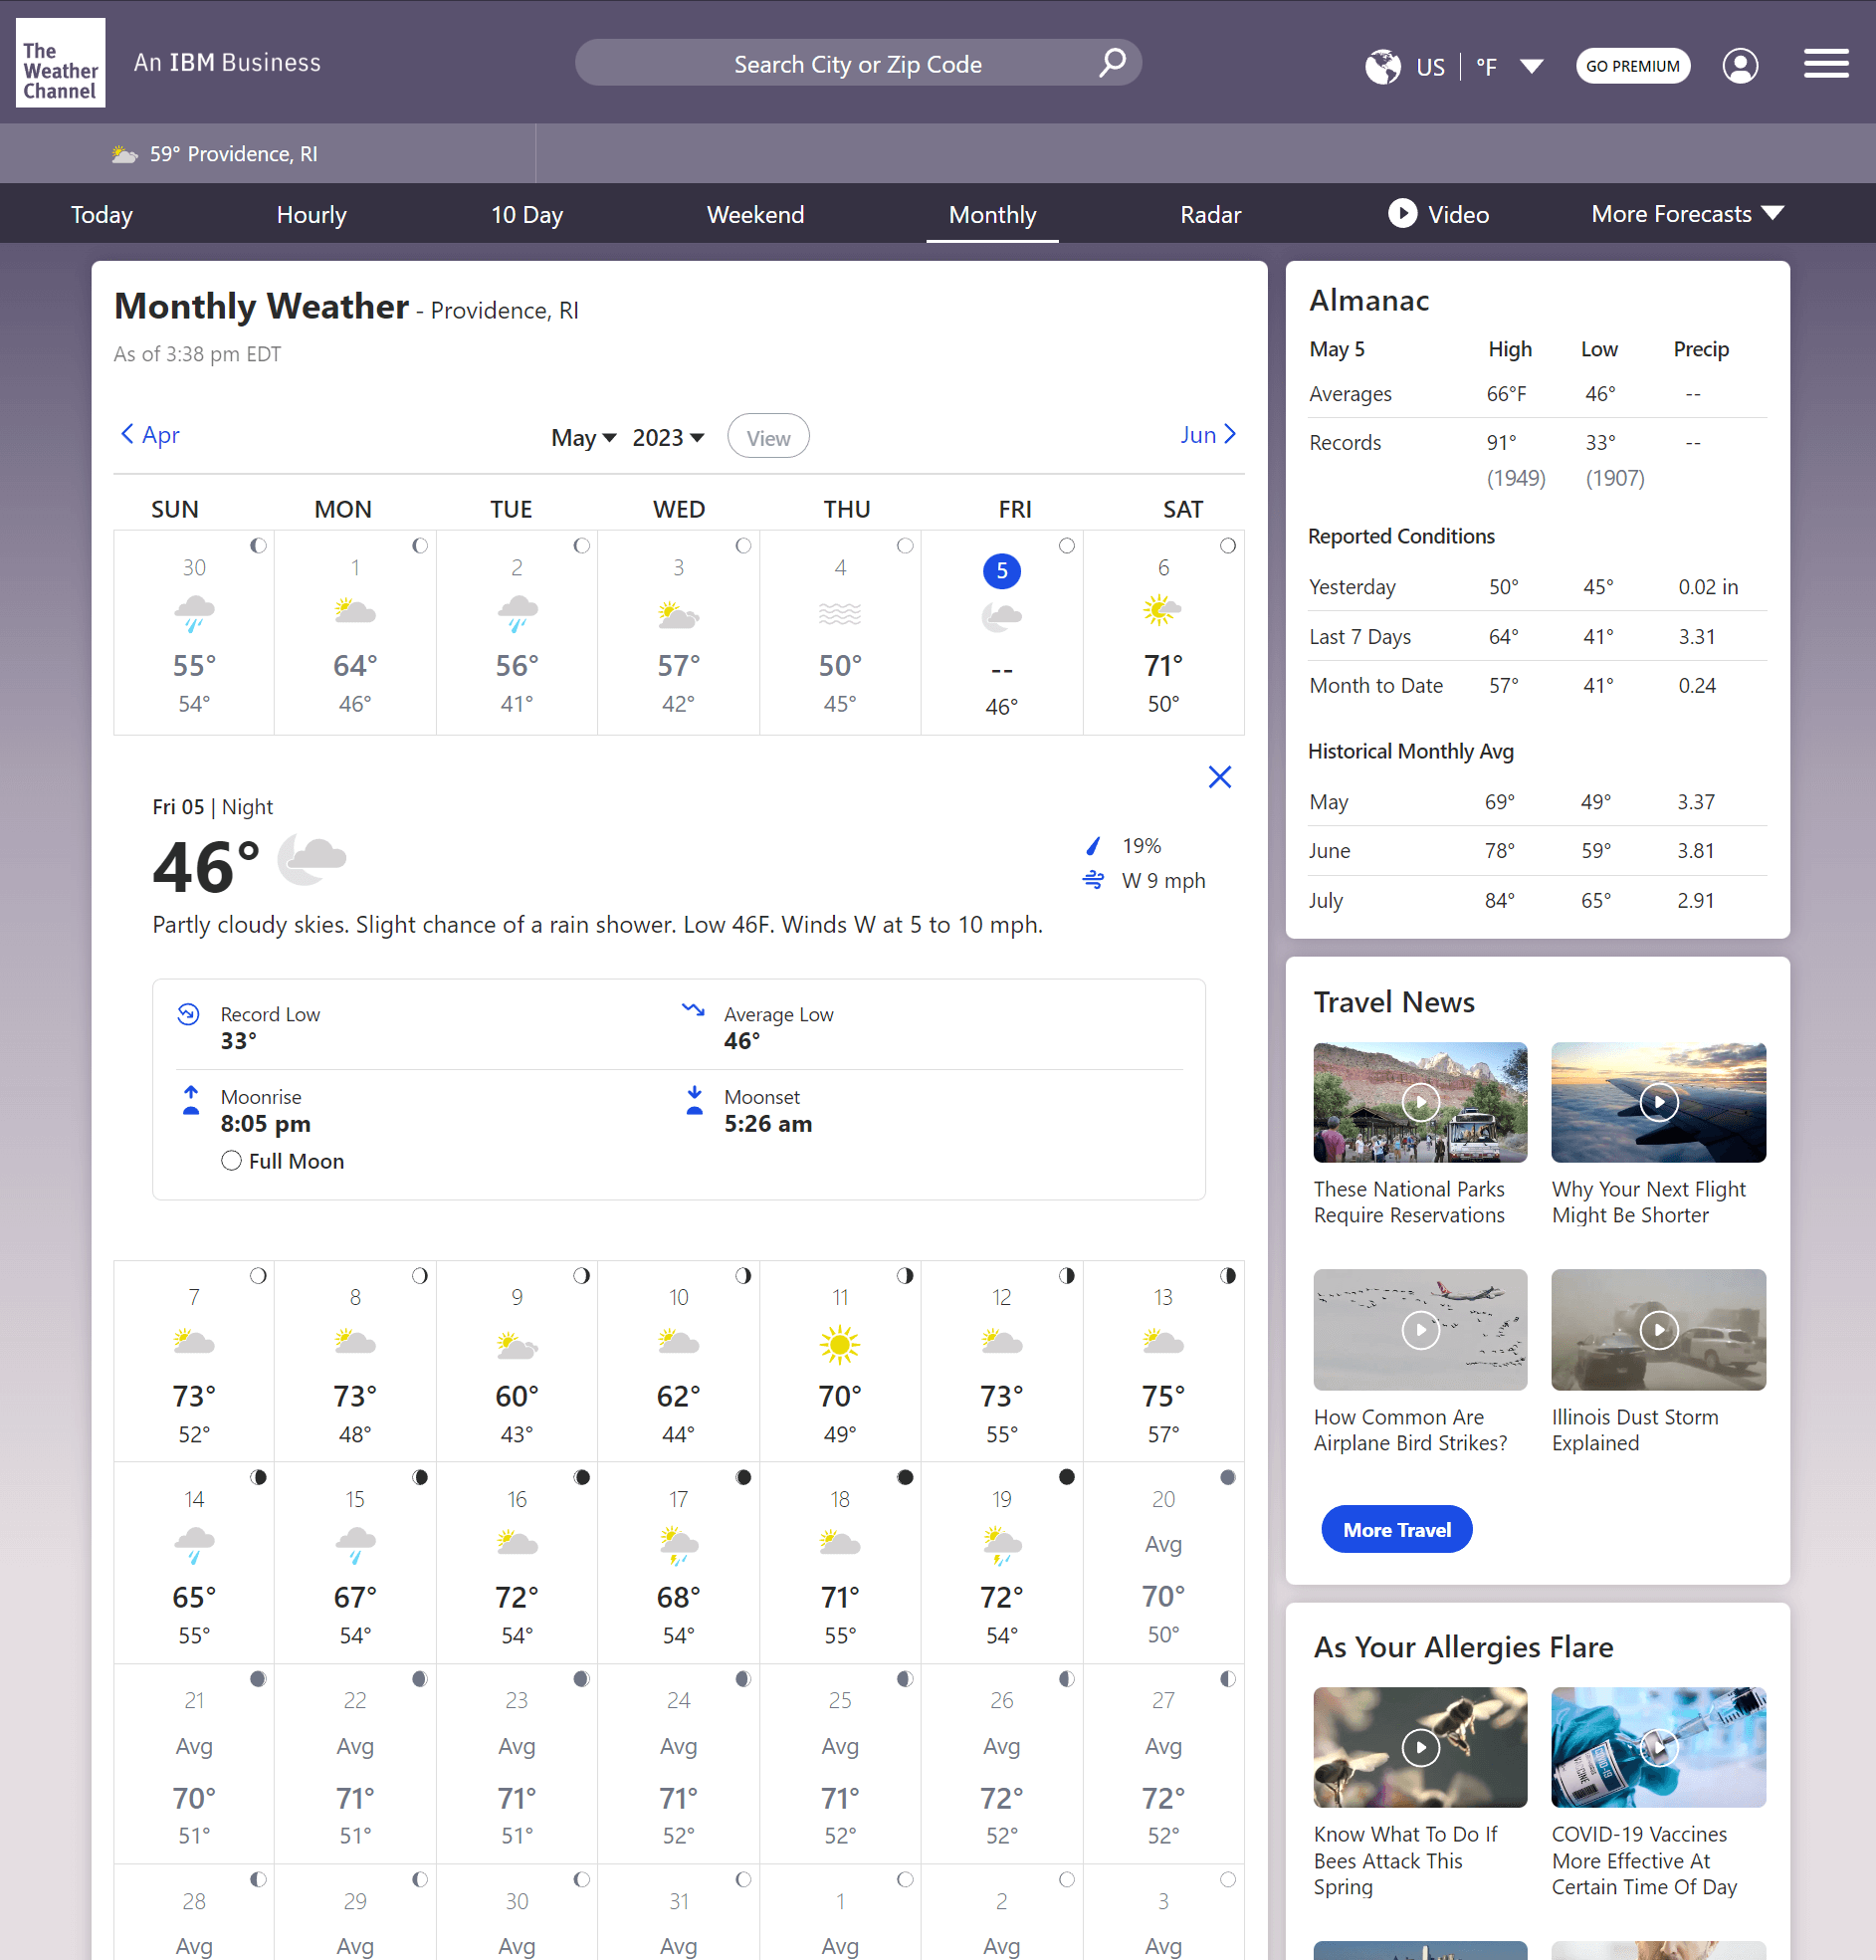 The
Weather
Channel
An IBM Business
Search City or Zip Code
US
°F
GO PREMIUM
59° Providence, RI
Today
Hourly
10 Day
Weekend
Monthly
Radar
Video
More Forecasts
Monthly Weather - Providence, RI
As of 3:38 pm EDT
Apr
May
2023
View
Jun
SUN MON TUE WED THU FRI SAT
30 1 2 3 4 5 6
55° 64° 56° 57° 50° -- 71°
54° 46° 41° 42° 45° 46° 50°
Fri 05 | Night
46°
19%
W 9 mph
Partly cloudy skies. Slight chance of a rain shower. Low 46F. Winds W at 5 to 10 mph.
Record Low
33°
Average Low
46°
Moonrise
8:05 pm
Full Moon
Moonset
5:26 am
7 8 9 10 11 12 13
73° 73° 60° 62° 70° 73° 75°
52° 48° 43° 44° 49° 55° 57°
14 15 16 17 18 19 20
Avg
65° 67° 72° 68° 71° 72° 70°
55° 54° 54° 54° 55° 54° 50°
21 22 23 24 25 26 27
Avg Avg Avg Avg Avg Avg Avg
70° 71° 71° 71° 71° 72° 72°
51° 51° 51° 52° 52° 52° 52°
28 29 30 31 1 2 3
Avg Avg Avg Avg Avg Avg Avg
Almanac
May 5 High Low Precip
Averages 66°F 46° --
Records 91° 33° --
(1949) (1907)
Reported Conditions
Yesterday 50° 45° 0.02 in
Last 7 Days 64° 41° 3.31
Month to Date 57° 41° 0.24
Historical Monthly Avg
May 69° 49° 3.37
June 78° 59° 3.81
July 84° 65° 2.91
Travel News
These National Parks
Require Reservations
Why Your Next Flight
Might Be Shorter
How Common Are
Airplane Bird Strikes?
Illinois Dust Storm
Explained
More Travel
As Your Allergies Flare
COVID-19
VACCINE
Know What To Do If
Bees Attack This
Spring
COVID-19 Vaccines
More Effective At
Certain Time Of Day